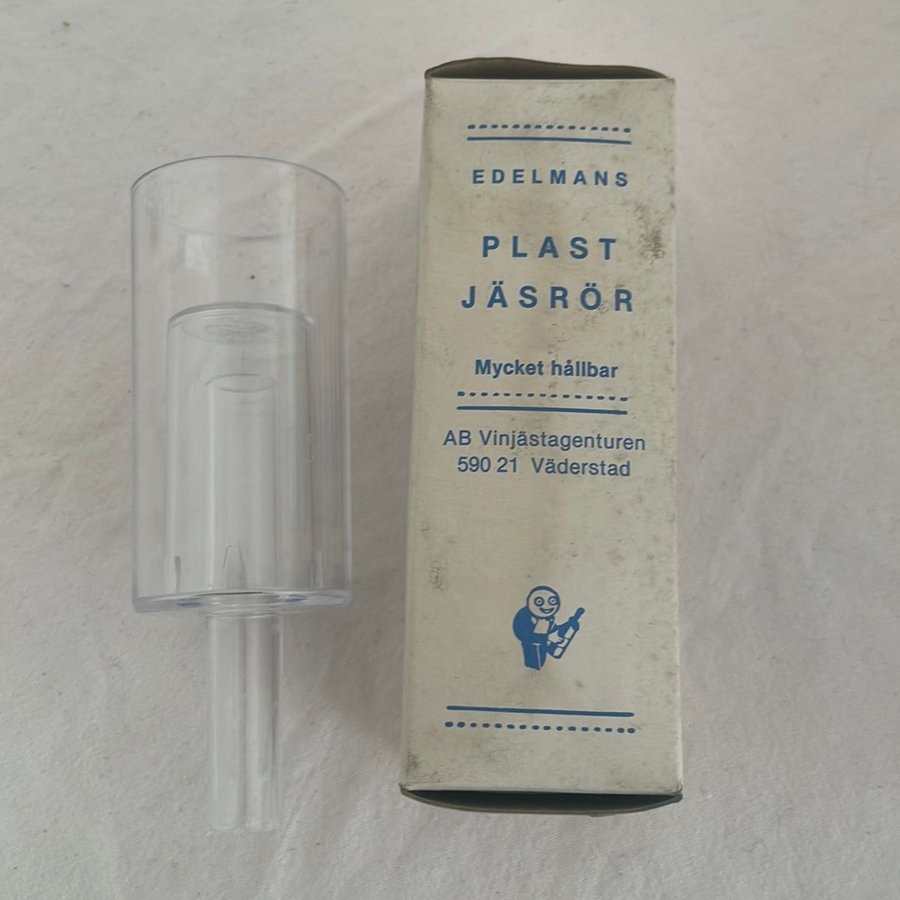 EDELMANS
PLAST
JÄSRÖR
Mycket hållbar
AB Vinjästagenturen
590 21 Väderstad